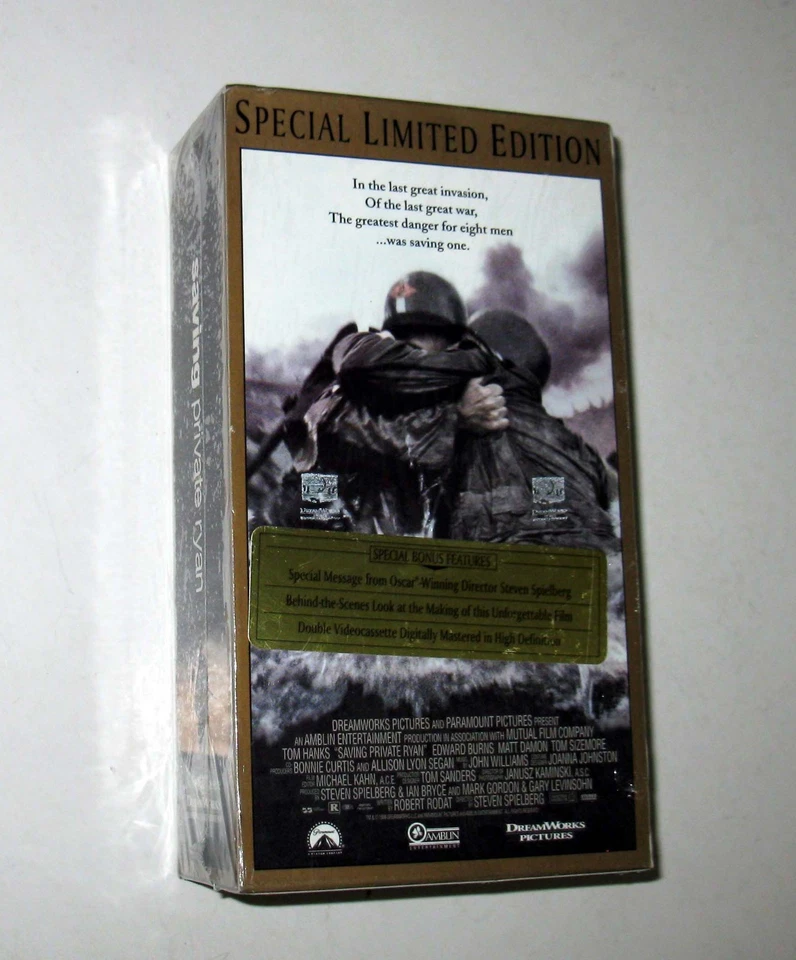 SPECIAL LIMITED EDITION
In the last great invasion,
Of the last great war,
The greatest danger for eight men
...was saving one.
saving private ryan
SPECIAL BONUS FEATURES
Special Message from Oscar®-Winning Director Steven Spielberg
Behind-the-Scenes Look at the Making of this Unforgettable Film
Double Videocassette Digitally Mastered in High Definition
DREAMWORKS PICTURES AND PARAMOUNT PICTURES PRESENT
AN AMBLIN ENTERTAINMENT PRODUCTION IN ASSOCIATION WITH MUTUAL FILM COMPANY
TOM HANKS "SAVING PRIVATE RYAN" EDWARD BURNS MATT DAMON TOM SIZEMORE
BONNIE CURTIS AND ALLISON LYON SEGAN JOHN WILLIAMS JOANNA JOHNSTON
MICHAEL KAHN, A.C.E. TOM SANDERS JANUSZ KAMINSKI, A.S.C.
STEVEN SPIELBERG & IAN BRYCE AND MARK GORDON & GARY LEVINSOHN
ROBERT RODAT STEVEN SPIELBERG
R
Paramount
AMBLIN
ENTERTAINMENT
DREAMWORKS
PICTURES